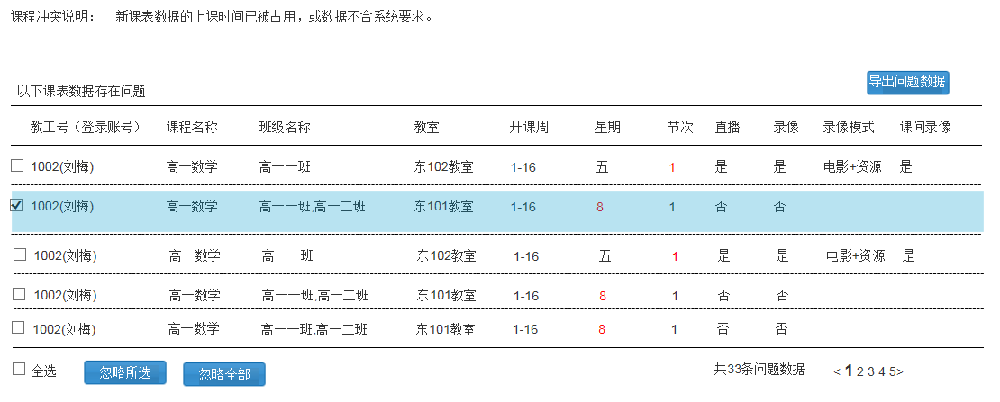 课程冲突说明： 新课表数据的上课时间已被占用，或数据不合系统要求。
导出问题数据
以下课表数据存在问题
教工号（登录账号） 课程名称 班级名称 教室 开课周 星期 节次 直播 录像 录像模式 课间录像
1002(刘梅) 高一数学 高一一班 东102教室 1-16 五 1 是 是 电影+资源 是
1002(刘梅) 高一数学 高一一班,高一二班 东101教室 1-16 8 1 否 否
1002(刘梅) 高一数学 高一一班 东102教室 1-16 五 1 是 是 电影+资源 是
1002(刘梅) 高一数学 高一一班,高一二班 东101教室 1-16 8 1 否 否
1002(刘梅) 高一数学 高一一班,高一二班 东101教室 1-16 8 1 否 否
全选 忽略所选 忽略全部 共33条问题数据 < 1 2 3 4 5>